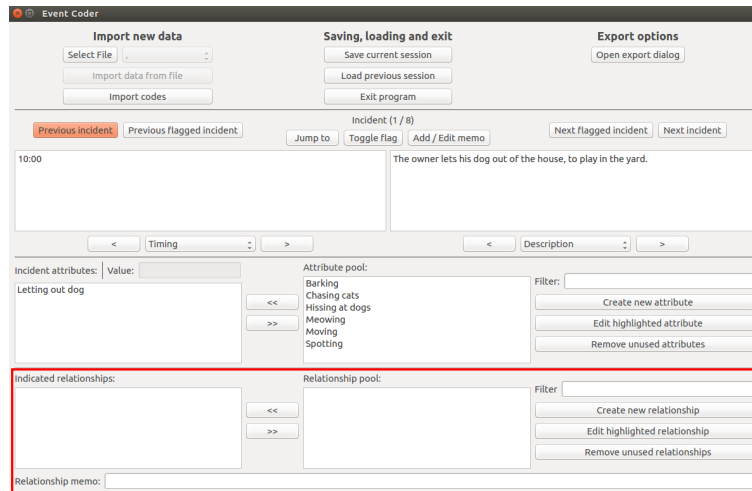 Event Coder
Import new data
Saving, loading and exit
Export options
Select File
,
Save current session
Open export dialog
Import data from file
Load previous session
Import codes
Exit program
Incident (1 / 8)
Previous incident
Previous flagged incident
Jump to
Toggle flag
Add / Edit memo
Next flagged incident
Next incident
10:00
The owner lets his dog out of the house, to play in the yard.
<
Timing
>
<
Description
>
Incident attributes:
Value:
Attribute pool:
Letting out dog
<<
>>
Barking
Chasing cats
Hissing at dogs
Meowing
Moving
Spotting
Filter:
Create new attribute
Edit highlighted attribute
Remove unused attributes
Indicated relationships:
Relationship pool:
<<
>>
Filter
Create new relationship
Edit highlighted relationship
Remove unused relationships
Relationship memo: